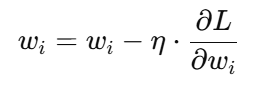 w_i = w_i − η · ∂L/∂w_i